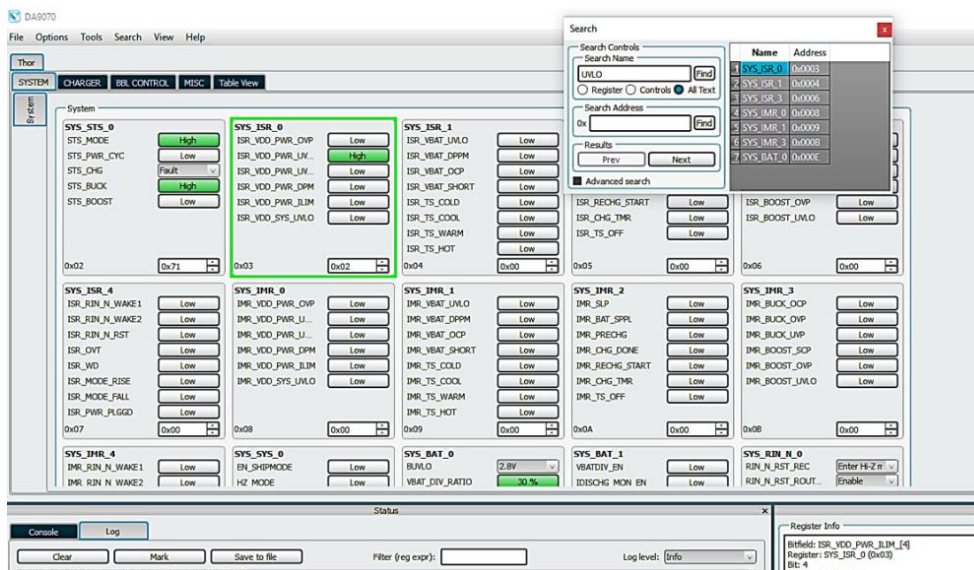 DA9070
File Options Tools Search View Help
Thor
SYSTEM CHARGER BBL CONTROL MISC Table View
System
System
SYS_STS_0
STS_MODE High
STS_PWR_CYC Low
STS_CHG Fault
STS_BUCK High
STS_BOOST Low
0x02 0x71
SYS_ISR_0
ISR_VDD_PWR_OVP Low
ISR_VDD_PWR_UV... High
ISR_VDD_PWR_UV... Low
ISR_VDD_PWR_DPM Low
ISR_VDD_PWR_ILIM Low
ISR_VDD_SYS_UVLO Low
0x03 0x02
SYS_ISR_1
ISR_VBAT_UVLO Low
ISR_VBAT_DPPM Low
ISR_VBAT_OCP Low
ISR_VBAT_SHORT Low
ISR_TS_COLD Low
ISR_TS_COOL Low
ISR_TS_WARM Low
ISR_TS_HOT Low
0x04 0x00
ISR_RECHG_START Low
ISR_CHG_TMR Low
ISR_TS_OFF Low
0x05 0x00
ISR_BOOST_OVP Low
ISR_BOOST_UVLO Low
0x06 0x00
Search
x
Search Controls
Search Name
UVLO Find
Register Controls All Text
Search Address
0x Find
Results
Prev Next
Advanced search
Name Address
1 SYS_ISR_0 0x0003
2 SYS_ISR_1 0x0004
3 SYS_ISR_3 0x0006
4 SYS_IMR_0 0x0008
5 SYS_IMR_1 0x0009
6 SYS_IMR_3 0x000B
7 SYS_BAT_0 0x000E
SYS_ISR_4
ISR_RIN_N_WAKE1 Low
ISR_RIN_N_WAKE2 Low
ISR_RIN_N_RST Low
ISR_OVT Low
ISR_WD Low
ISR_MODE_RISE Low
ISR_MODE_FALL Low
ISR_PWR_PLGGD Low
0x07 0x00
SYS_IMR_0
IMR_VDD_PWR_OVP Low
IMR_VDD_PWR_U... Low
IMR_VDD_PWR_U... Low
IMR_VDD_PWR_DPM Low
IMR_VDD_PWR_ILIM Low
IMR_VDD_SYS_UVLO Low
0x08 0x00
SYS_IMR_1
IMR_VBAT_UVLO Low
IMR_VBAT_DPPM Low
IMR_VBAT_OCP Low
IMR_VBAT_SHORT Low
IMR_TS_COLD Low
IMR_TS_COOL Low
IMR_TS_WARM Low
IMR_TS_HOT Low
0x09 0x00
SYS_IMR_2
IMR_SLP Low
IMR_BAT_SPPL Low
IMR_PRECHG Low
IMR_CHG_DONE Low
IMR_RECHG_START Low
IMR_CHG_TMR Low
IMR_TS_OFF Low
0x0A 0x00
SYS_IMR_3
IMR_BUCK_OCP Low
IMR_BUCK_OVP Low
IMR_BUCK_UVP Low
IMR_BOOST_SCP Low
IMR_BOOST_OVP Low
IMR_BOOST_UVLO Low
0x0B 0x00
SYS_IMR_4
IMR_RIN_N_WAKE1 Low
IMR_RIN_N_WAKE2 Low
SYS_SYS_0
EN_SHIPMODE Low
HZ_MODE Low
SYS_BAT_0
BUVLO 2.8V
VBAT_DIV_RATIO 30 %
SYS_BAT_1
VBATDIV_EN Low
IDISCHG_MON_EN Low
SYS_RIN_N_0
RIN_N_RST_REC Enter Hi-Z m
RIN_N_RST_ROUT... Enable
Status x
Console Log
Clear Mark Save to file Filter (reg expr): Log level: Info
Register Info
Bitfield: ISR_VDD_PWR_ILIM_[4]
Register: SYS_ISR_0 (0x03)
Bit: 4